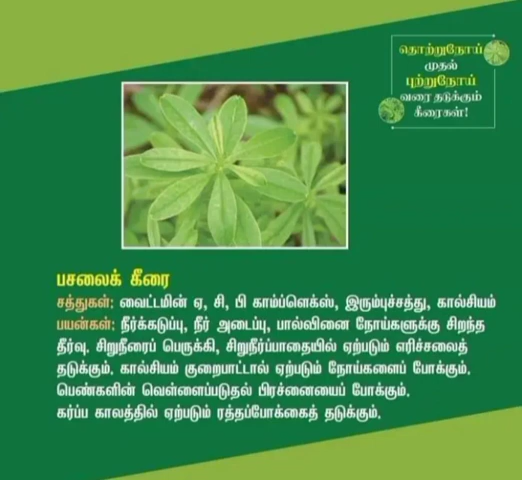 தொற்றுநோய்
முதல்
புற்றுநோய்
வரை தடுக்கும்
கீரைகள்!
பசலைக் கீரை
சத்துகள்: வைட்டமின் ஏ, சி, பி காம்ப்ளெக்ஸ், இரும்புச்சத்து, கால்சியம்
பயன்கள்: நீர்க்கடுப்பு, நீர் அடைப்பு, பால்வினை நோய்களுக்கு சிறந்த
தீர்வு. சிறுநீரைப் பெருக்கி, சிறுநீர்ப்பாதையில் ஏற்படும் எரிச்சலைத்
தடுக்கும். கால்சியம் குறைபாட்டால் ஏற்படும் நோய்களைப் போக்கும்.
பெண்களின் வெள்ளைப்படுதல் பிரச்னையைப் போக்கும்.
கர்ப்ப காலத்தில் ஏற்படும் ரத்தப்போக்கைத் தடுக்கும்.